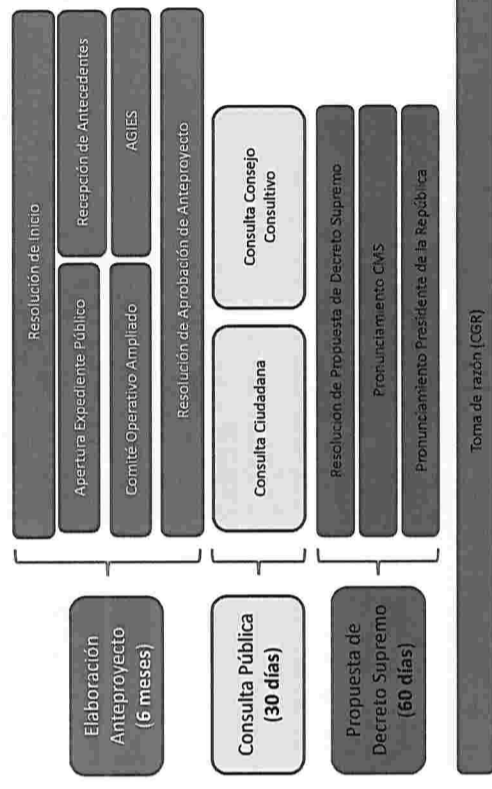 Elaboración
Anteproyecto
(6 meses)
Resolución de Inicio
Apertura Expediente Público
Recepción de Antecedentes
Comité Operativo Ampliado
AGIES
Resolución de Aprobación de Anteproyecto
Consulta Pública
(30 días)
Consulta Ciudadana
Consulta Consejo
Consultivo
Propuesta de
Decreto Supremo
(60 días)
Resolución de Propuesta de Decreto Supremo
Pronunciamiento CMS
Pronunciamiento Presidente de la República
Toma de razón (CGR)